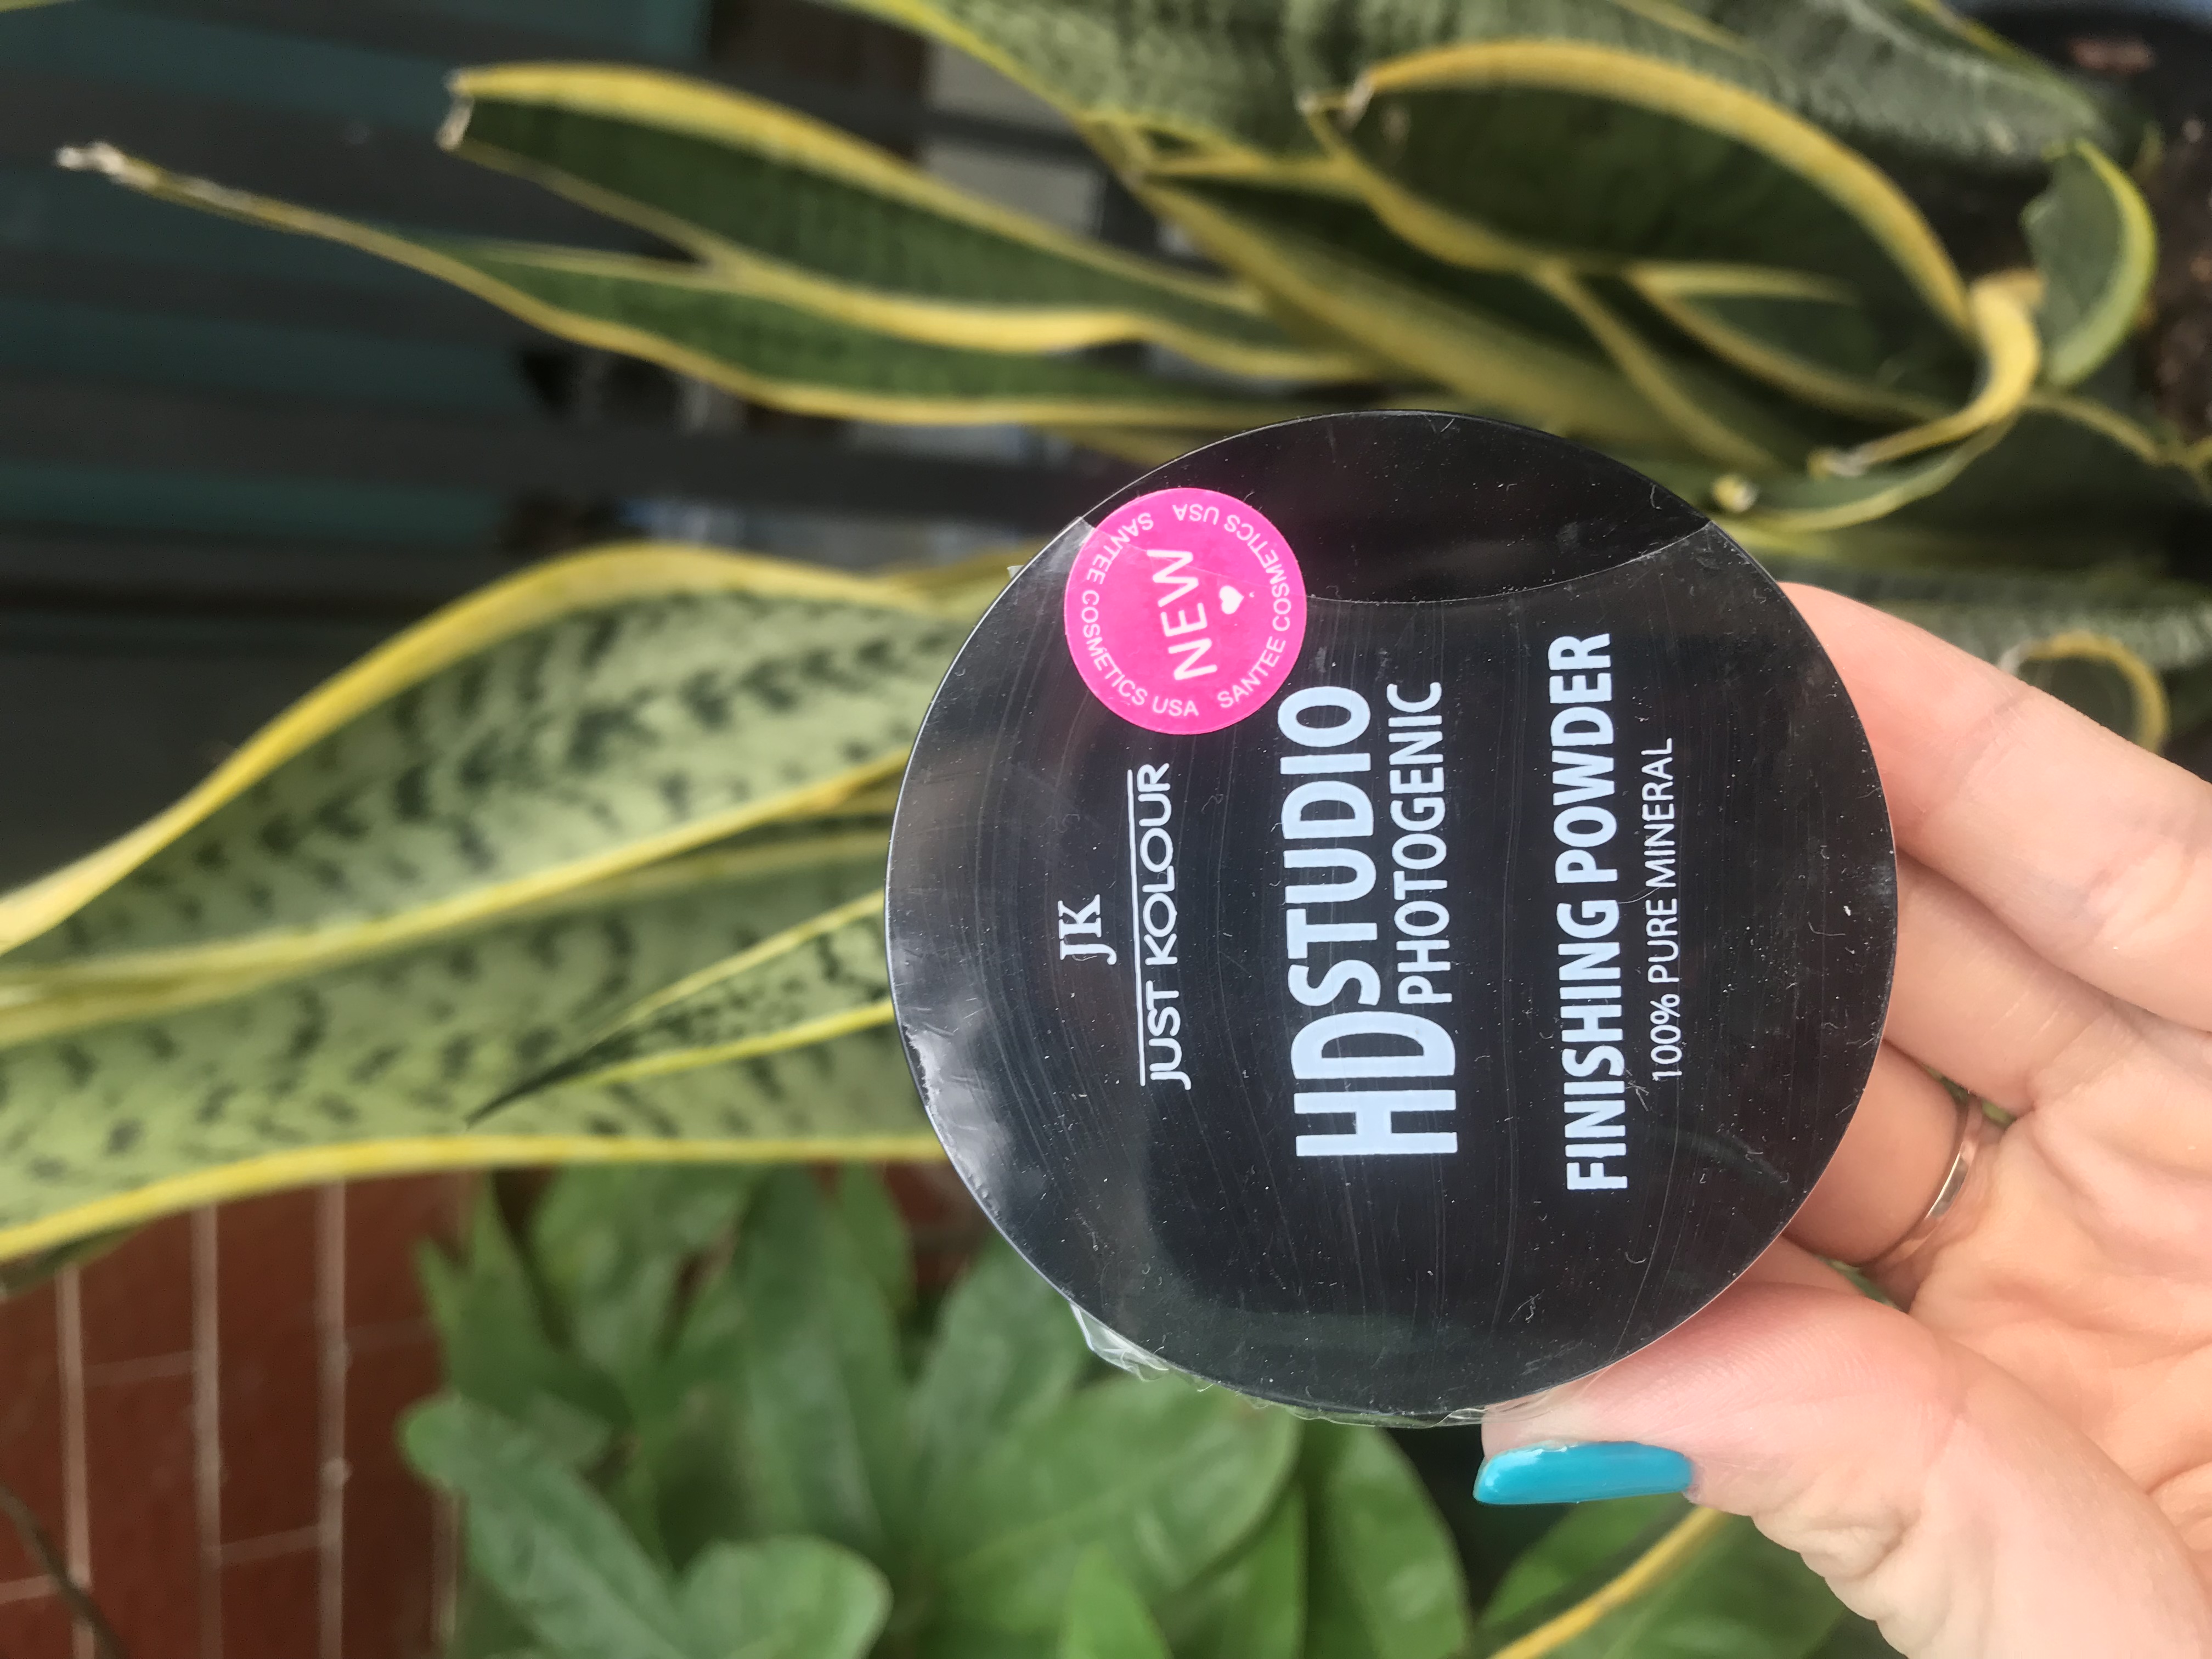 JK
JUST KOLOUR
HD STUDIO
PHOTOGENIC
FINISHING POWDER
100% PURE MINERAL
NEW
SANTEE COSMETICS USA SANTEE COSMETICS USA